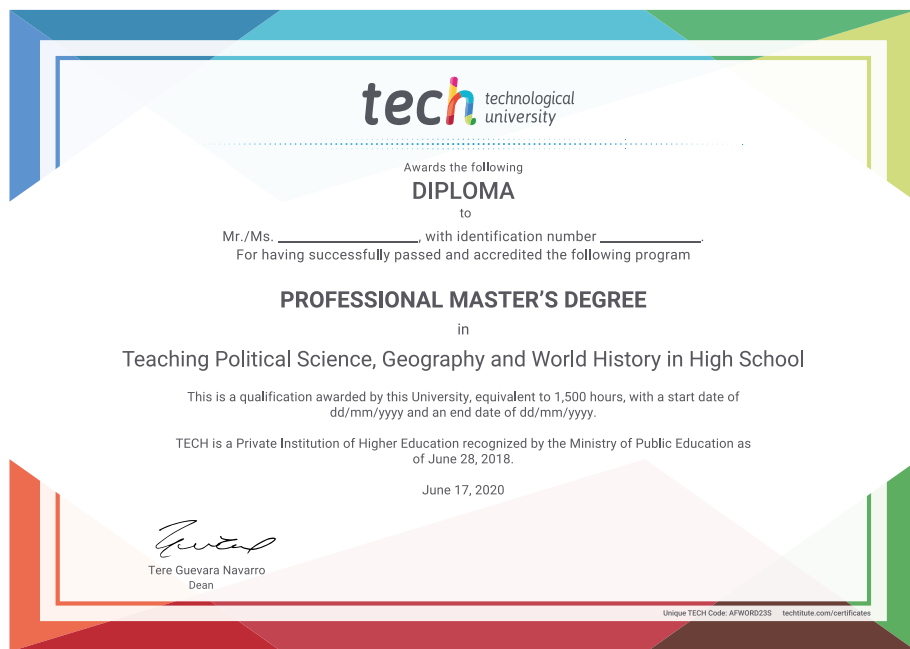 tech technological
university
Awards the following
DIPLOMA
to
Mr./Ms. ________________, with identification number ______________.
For having successfully passed and accredited the following program
PROFESSIONAL MASTER'S DEGREE
in
Teaching Political Science, Geography and World History in High School
This is a qualification awarded by this University, equivalent to 1,500 hours, with a start date of
dd/mm/yyyy and an end date of dd/mm/yyyy.
TECH is a Private Institution of Higher Education recognized by the Ministry of Public Education as
of June 28, 2018.
June 17, 2020
Tere Guevara Navarro
Dean
Unique TECH Code: AFWORD23S techtitute.com/certificates